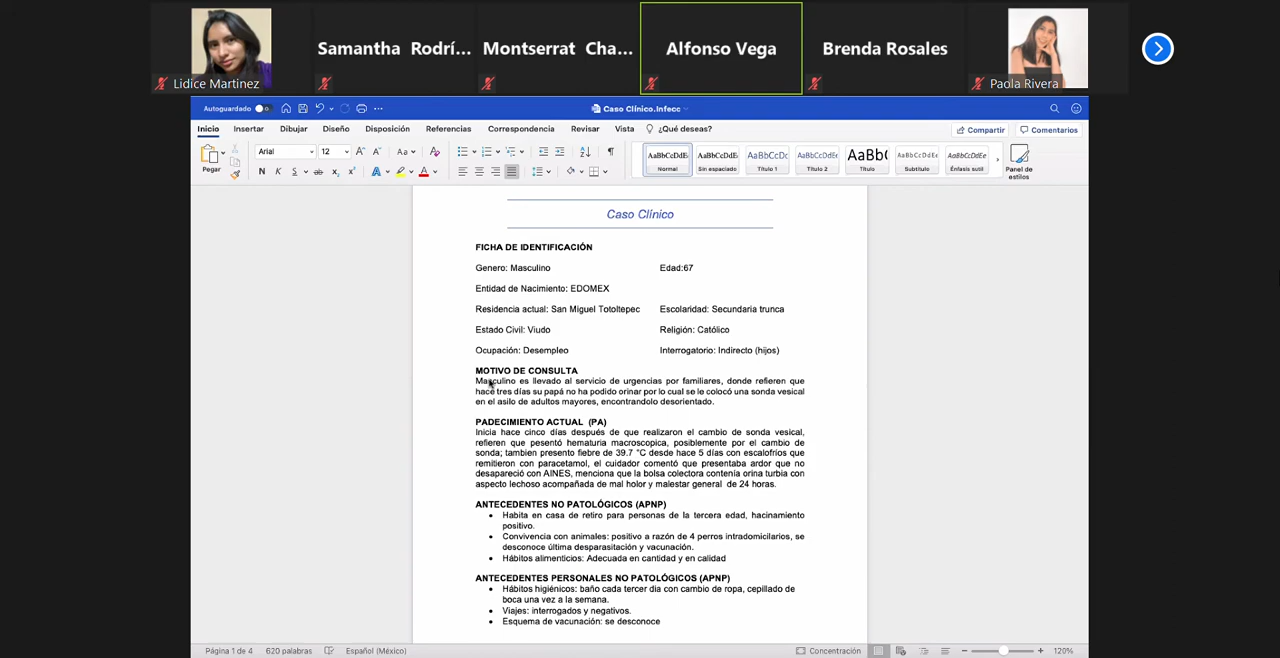 Samantha Rodrí...
Montserrat Cha...
Alfonso Vega
Brenda Rosales
Lidice Martinez
Paola Rivera
Autoguardado
Caso Clínico.Infecc
Inicio Insertar Dibujar Diseño Disposición Referencias Correspondencia Revisar Vista ¿Qué deseas?
Compartir Comentarios
Pegar
Arial 12
N K S ab x₂ x²
AaBbCcDdEe AaBbCcDdEe AaBbCcDc AaBbCcDdEe AaBb( AaBbCcDdEe AaBbCcDdEe
Normal Sin espaciado Título 1 Título 2 Título Subtítulo Énfasis sutil
Panel de
estilos
Caso Clínico
FICHA DE IDENTIFICACIÓN
Genero: Masculino Edad:67
Entidad de Nacimiento: EDOMEX
Residencia actual: San Miguel Totoltepec Escolaridad: Secundaria trunca
Estado Civil: Viudo Religión: Católico
Ocupación: Desempleo Interrogatorio: Indirecto (hijos)
MOTIVO DE CONSULTA
Masculino es llevado al servicio de urgencias por familiares, donde refieren que
hace tres días su papá no ha podido orinar por lo cual se le colocó una sonda vesical
en el asilo de adultos mayores, encontrandolo desorientado.
PADECIMIENTO ACTUAL (PA)
Inicia hace cinco días después de que realizaron el cambio de sonda vesical,
refieren que pesentó hematuria macroscopica, posiblemente por el cambio de
sonda; tambien presento fiebre de 39.7 °C desde hace 5 días con escalofríos que
remitieron con paracetamol, el cuidador comentó que presentaba ardor que no
desapareció con AINES, menciona que la bolsa colectora contenía orina turbia con
aspecto lechoso acompañada de mal holor y malestar general de 24 horas.
ANTECEDENTES NO PATOLÓGICOS (APNP)
• Habita en casa de retiro para personas de la tercera edad, hacinamiento
positivo.
• Convivencia con animales: positivo a razón de 4 perros intradomicilarios, se
desconoce última desparasitación y vacunación.
• Hábitos alimenticios: Adecuada en cantidad y en calidad
ANTECEDENTES PERSONALES NO PATOLÓGICOS (APNP)
• Hábitos higiénicos: baño cada tercer dia con cambio de ropa, cepillado de
boca una vez a la semana.
• Viajes: interrogados y negativos.
• Esquema de vacunación: se desconoce
Página 1 de 4 620 palabras Español (México) Concentración 120%